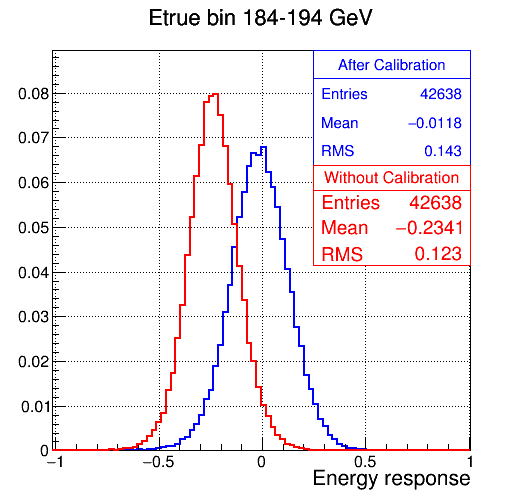 Etrue bin 184-194 GeV
After Calibration
Entries 42638
Mean −0.0118
RMS 0.143
Without Calibration
Entries 42638
Mean −0.2341
RMS 0.123
0.08
0.07
0.06
0.05
0.04
0.03
0.02
0.01
0
−1 −0.5 0 0.5 1
Energy response